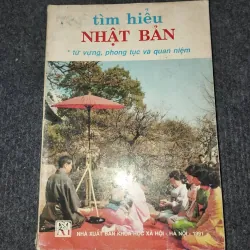 tìm hiểu
NHẬT BẢN
* từ vựng, phong tục và quan niệm
NHÀ XUẤT BẢN KHOA HỌC XÃ HỘI - HÀ NỘI - 1991